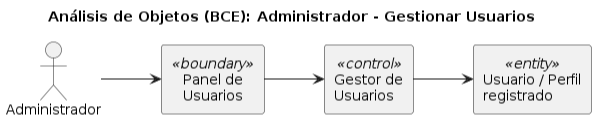 Análisis de Objetos (BCE): Administrador - Gestionar Usuarios
Administrador
«boundary»
Panel de
Usuarios
«control»
Gestor de
Usuarios
«entity»
Usuario / Perfil
registrado